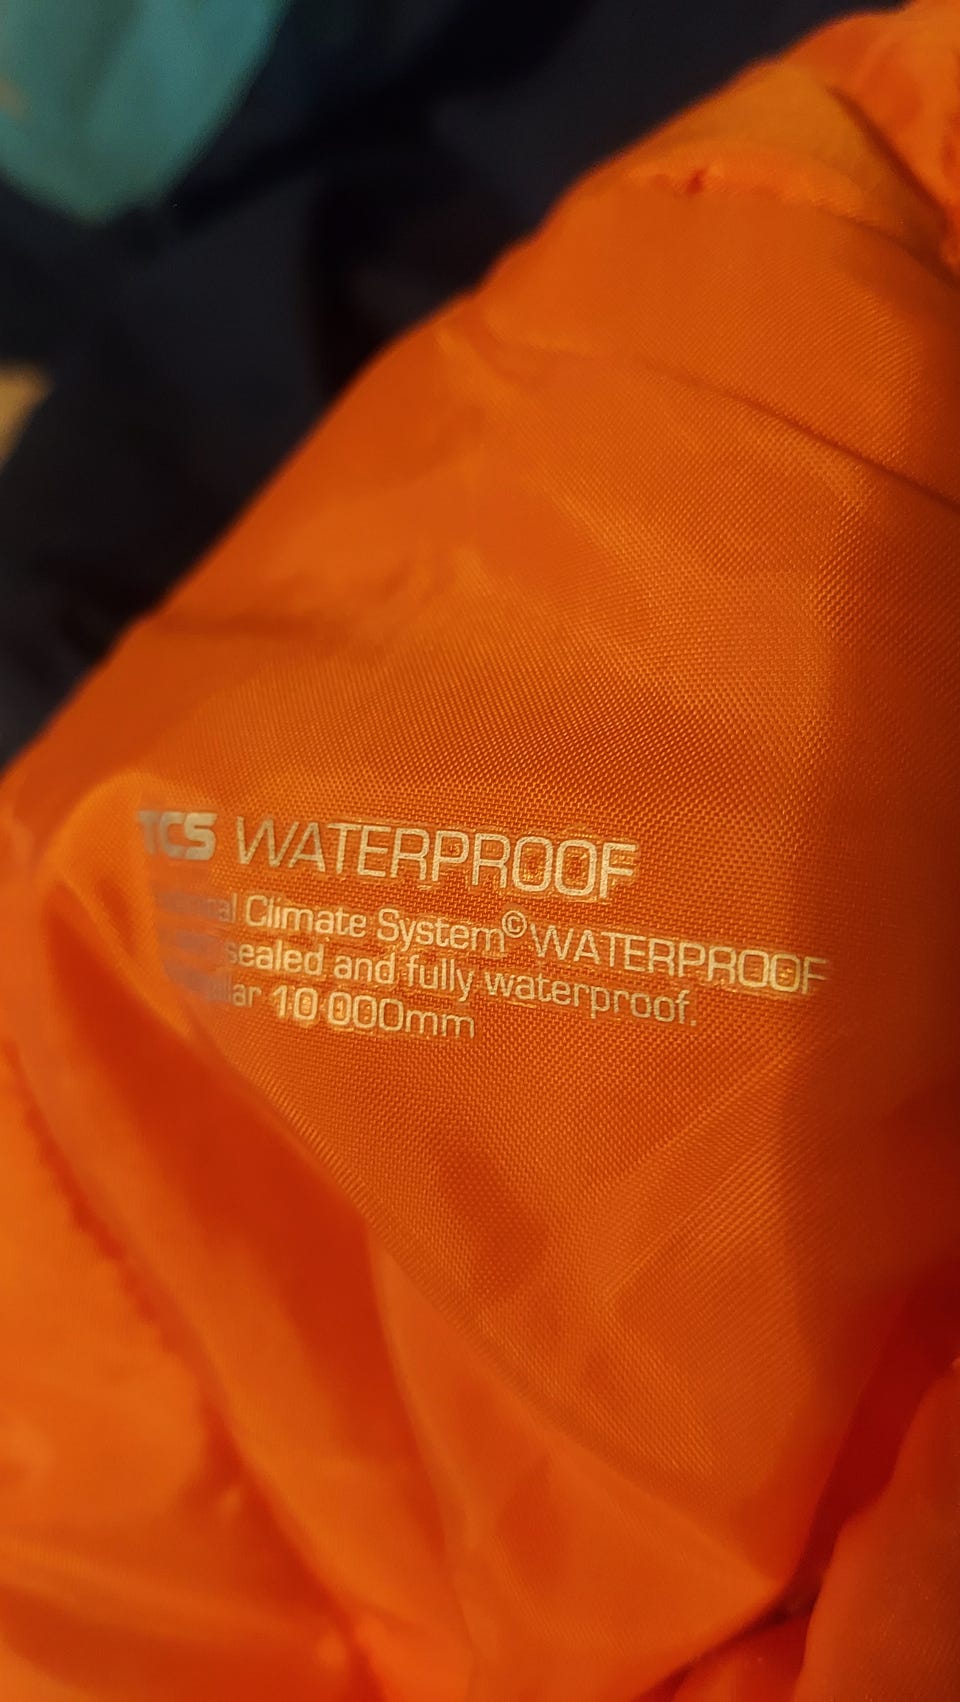 TCS WATERPROOF
Climate System© WATERPROOF
sealed and fully waterproof.
10 000mm